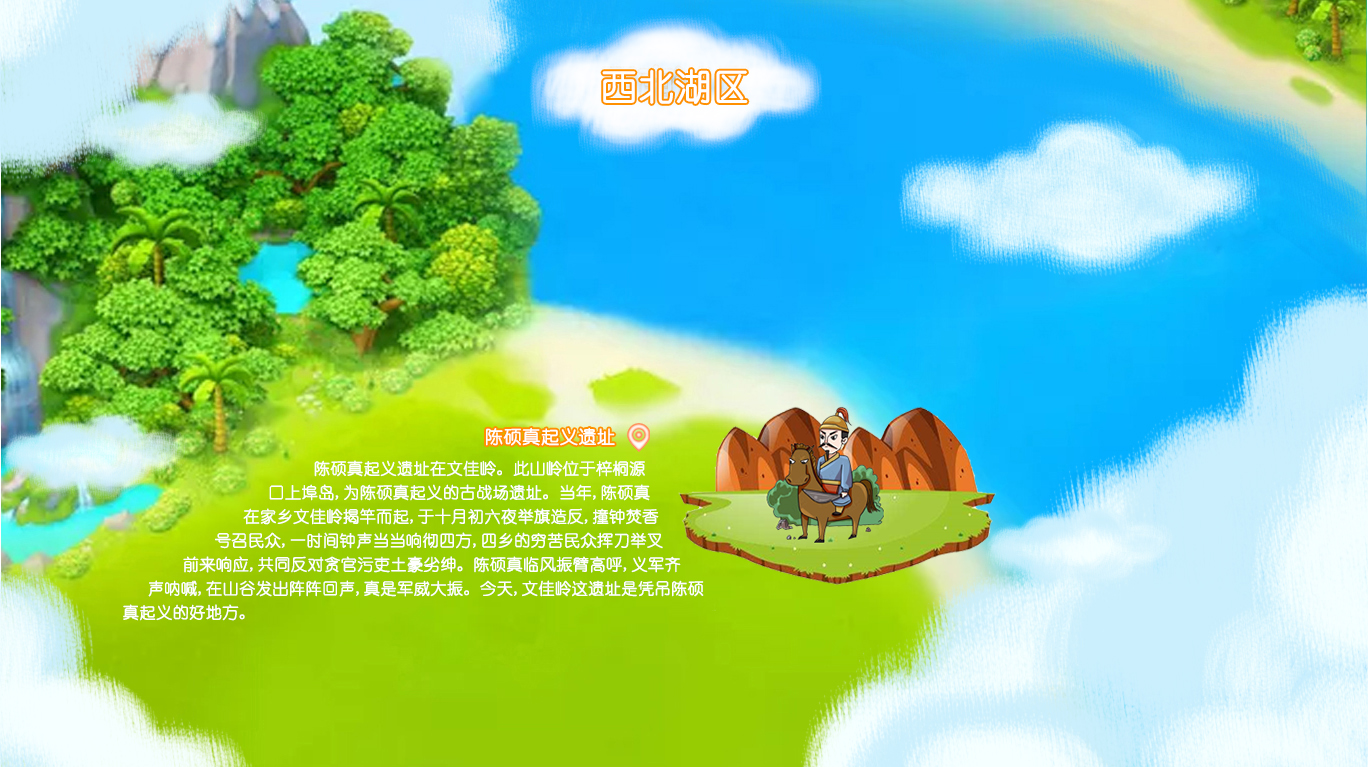 西北湖区
陈硕真起义遗址
陈硕真起义遗址在文佳岭。此山岭位于梓桐源
口上埠岛,为陈硕真起义的古战场遗址。当年,陈硕真
在家乡文佳岭揭竿而起,于十月初六夜举旗造反,撞钟焚香
号召民众,一时间钟声当当响彻四方,四乡的穷苦民众挥刀举叉
前来响应,共同反对贪官污吏土豪劣绅。陈硕真临风振臂高呼,义军齐
声呐喊,在山谷发出阵阵回声,真是军威大振。今天,文佳岭这遗址是凭吊陈硕
真起义的好地方。